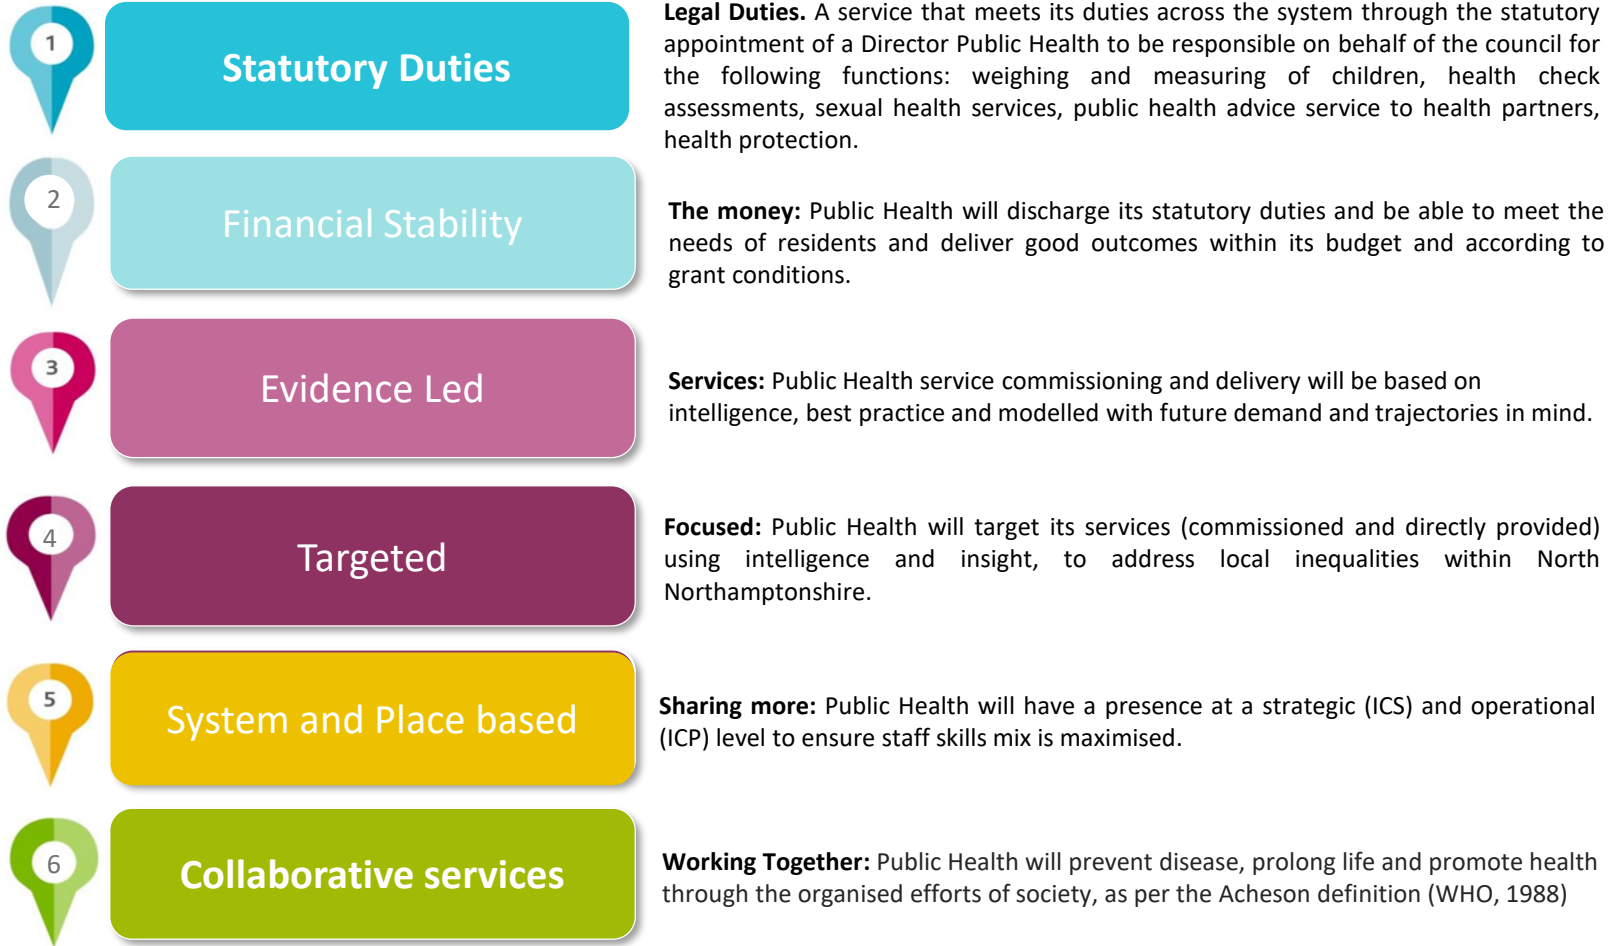 1
Statutory Duties
Legal Duties. A service that meets its duties across the system through the statutory
appointment of a Director Public Health to be responsible on behalf of the council for
the following functions: weighing and measuring of children, health check
assessments, sexual health services, public health advice service to health partners,
health protection.
2
Financial Stability
The money: Public Health will discharge its statutory duties and be able to meet the
needs of residents and deliver good outcomes within its budget and according to
grant conditions.
3
Evidence Led
Services: Public Health service commissioning and delivery will be based on
intelligence, best practice and modelled with future demand and trajectories in mind.
4
Targeted
Focused: Public Health will target its services (commissioned and directly provided)
using intelligence and insight, to address local inequalities within North
Northamptonshire.
5
System and Place based
Sharing more: Public Health will have a presence at a strategic (ICS) and operational
(ICP) level to ensure staff skills mix is maximised.
6
Collaborative services
Working Together: Public Health will prevent disease, prolong life and promote health
through the organised efforts of society, as per the Acheson definition (WHO, 1988)